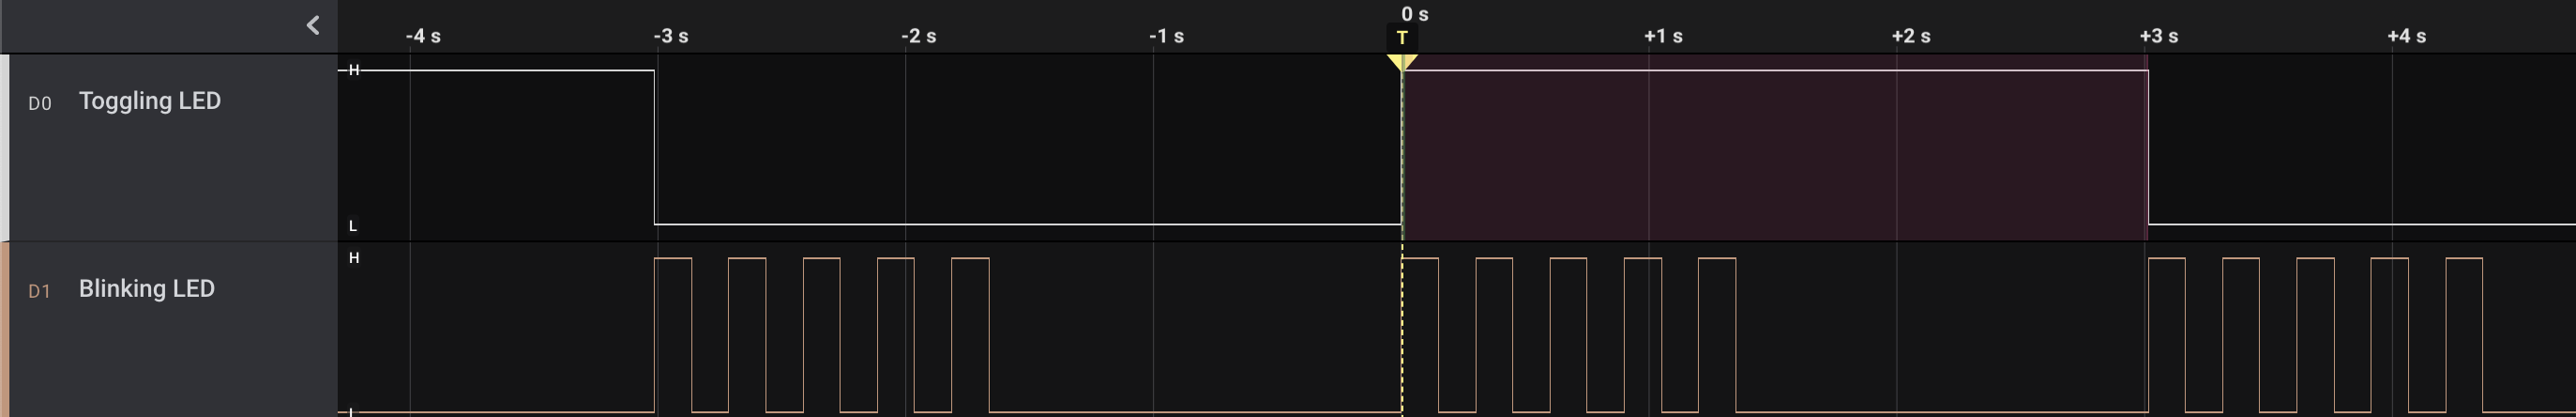 0 s
-4 s -3 s -2 s -1 s T +1 s +2 s +3 s +4 s
H
D0 Toggling LED
L
H
D1 Blinking LED
L